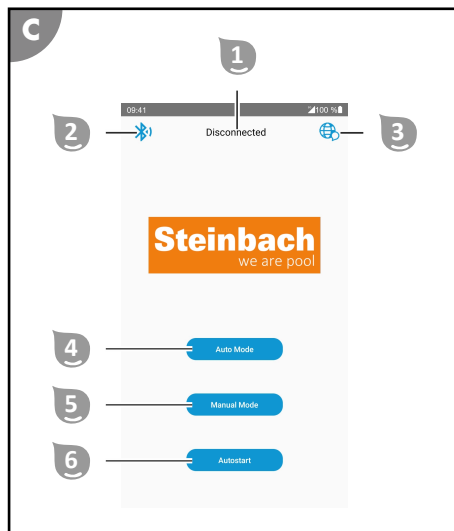 C
1
09:41 100 %
2 Disconnected 3
Steinbach
we are pool
4 Auto Mode
5 Manual Mode
6 Autostart